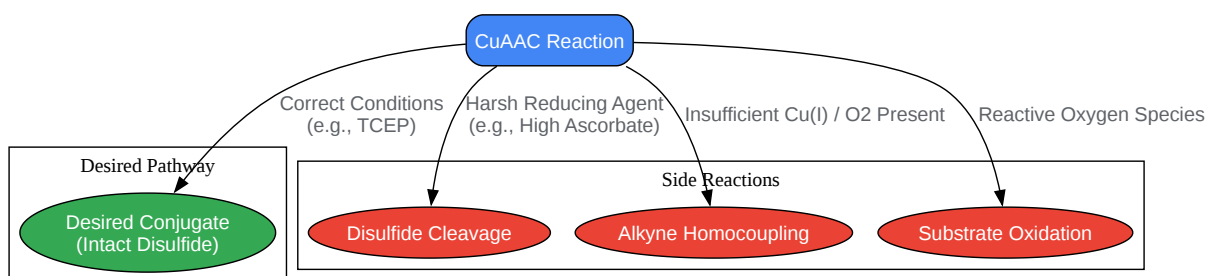 CuAAC Reaction
Correct Conditions
(e.g., TCEP)
Harsh Reducing Agent
(e.g., High Ascorbate)
Insufficient Cu(I) / O2 Present
Reactive Oxygen Species
Desired Pathway
Side Reactions
Desired Conjugate
(Intact Disulfide)
Disulfide Cleavage
Alkyne Homocoupling
Substrate Oxidation